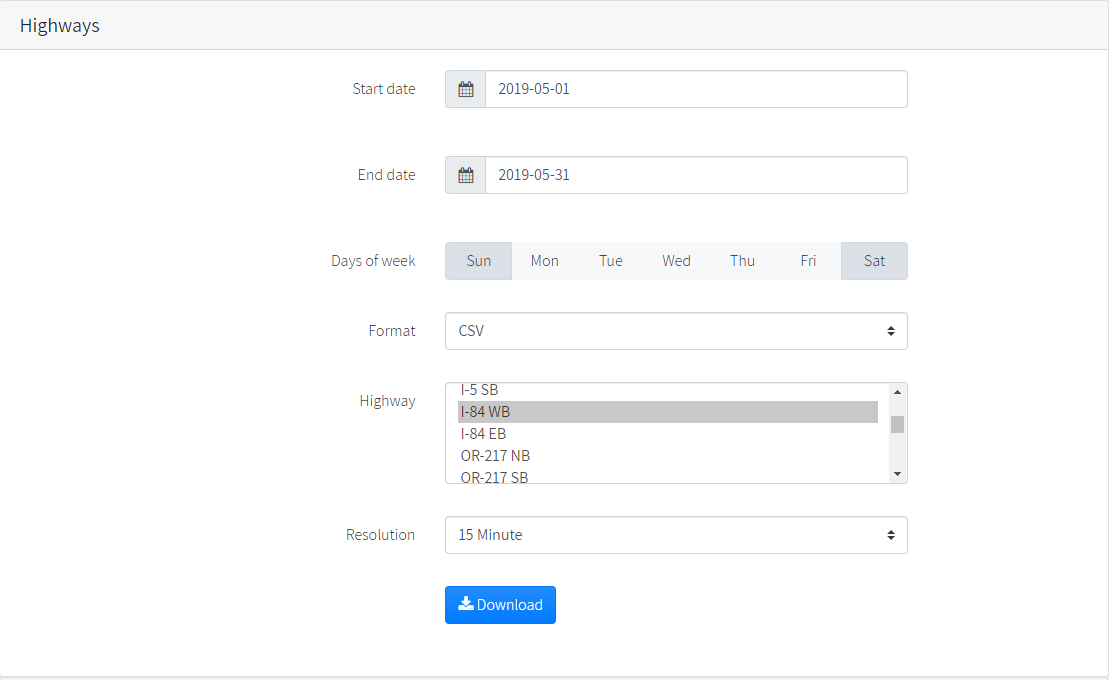 Highways
Start date
2019-05-01
End date
2019-05-31
Days of week
Sun Mon Tue Wed Thu Fri Sat
Format
CSV
Highway
I-5 SB
I-84 WB
I-84 EB
OR-217 NB
OR-217 SB
Resolution
15 Minute
Download